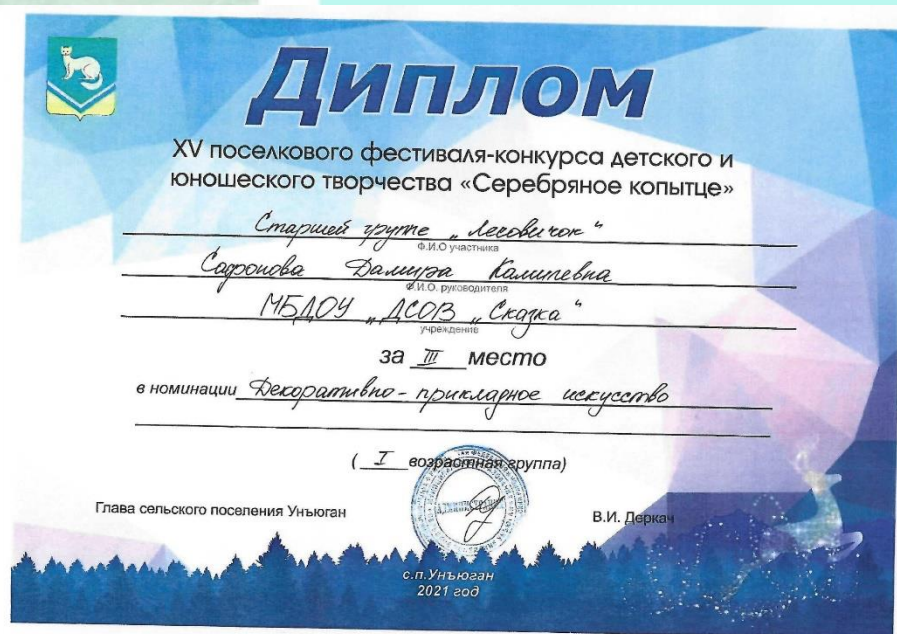 Диплом
XV поселкового фестиваля-конкурса детского и
юношеского творчества «Серебряное копытце»
Старшей группе „Лесовичок“
Ф.И.О участника
Сафронова Дамира Камилевна
Ф.И.О. руководителя
МБДОУ „ДСОВ „Сказка“
учреждение
за III место
в номинации Декоративно-прикладное искусство
( I возрастная группа)
Глава сельского поселения Унъюган
В.И. Деркач
с.п.Унъюган
2021 год